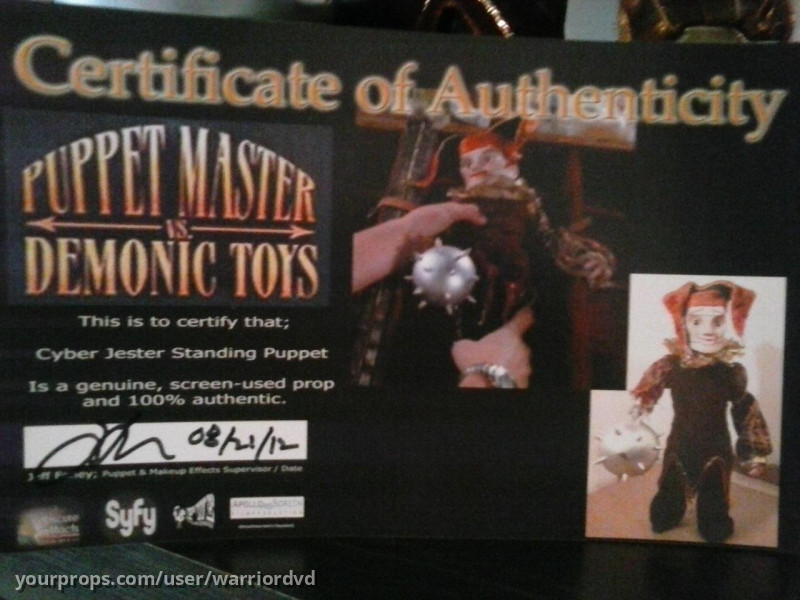 Certificate of Authenticity
PUPPET MASTER
VS.
DEMONIC TOYS
This is to certify that;
Cyber Jester Standing Puppet
Is a genuine, screen-used prop
and 100% authentic.
08/21/12
Puppet & Makeup Effects Supervisor / Date
Syfy
yourprops.com/user/warriordvd